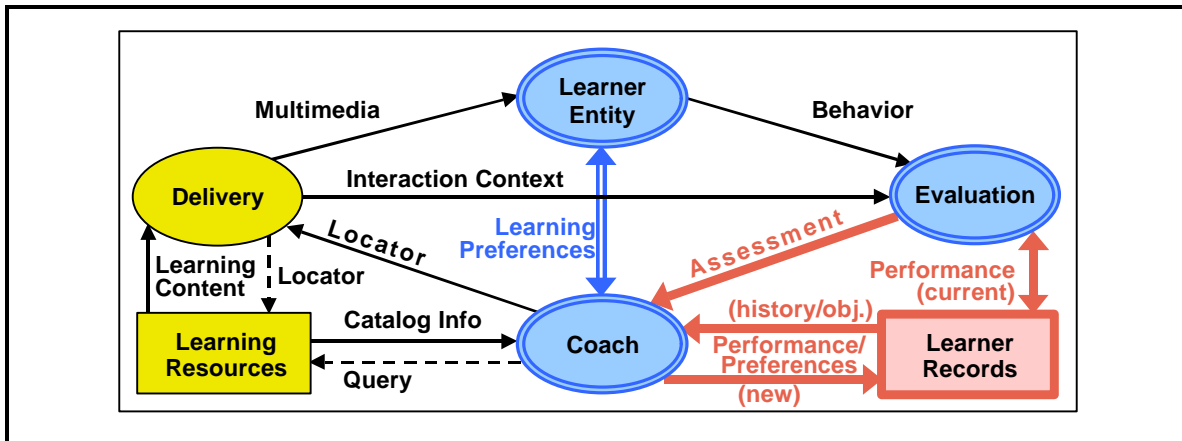 Learner
Entity
Multimedia
Behavior
Delivery
Interaction Context
Evaluation
Learning
Preferences
Locator
Assessment
Learning
Content
Locator
Performance
(current)
Learning
Resources
Catalog Info
Query
Coach
(history/obj.)
Performance/
Preferences
(new)
Learner
Records